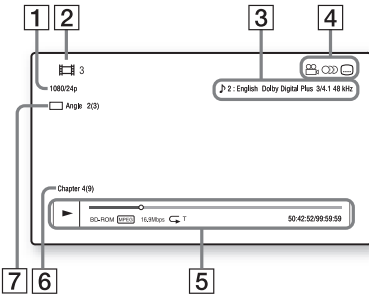 1
2
3
4
3
1080/24p
♪ 2 : English Dolby Digital Plus 3/4.1 48 kHz
Angle 2(3)
Chapter 4(9)
BD-ROM MPEG 16,9Mbps T 50:42:52/99:59:59
7
6
5